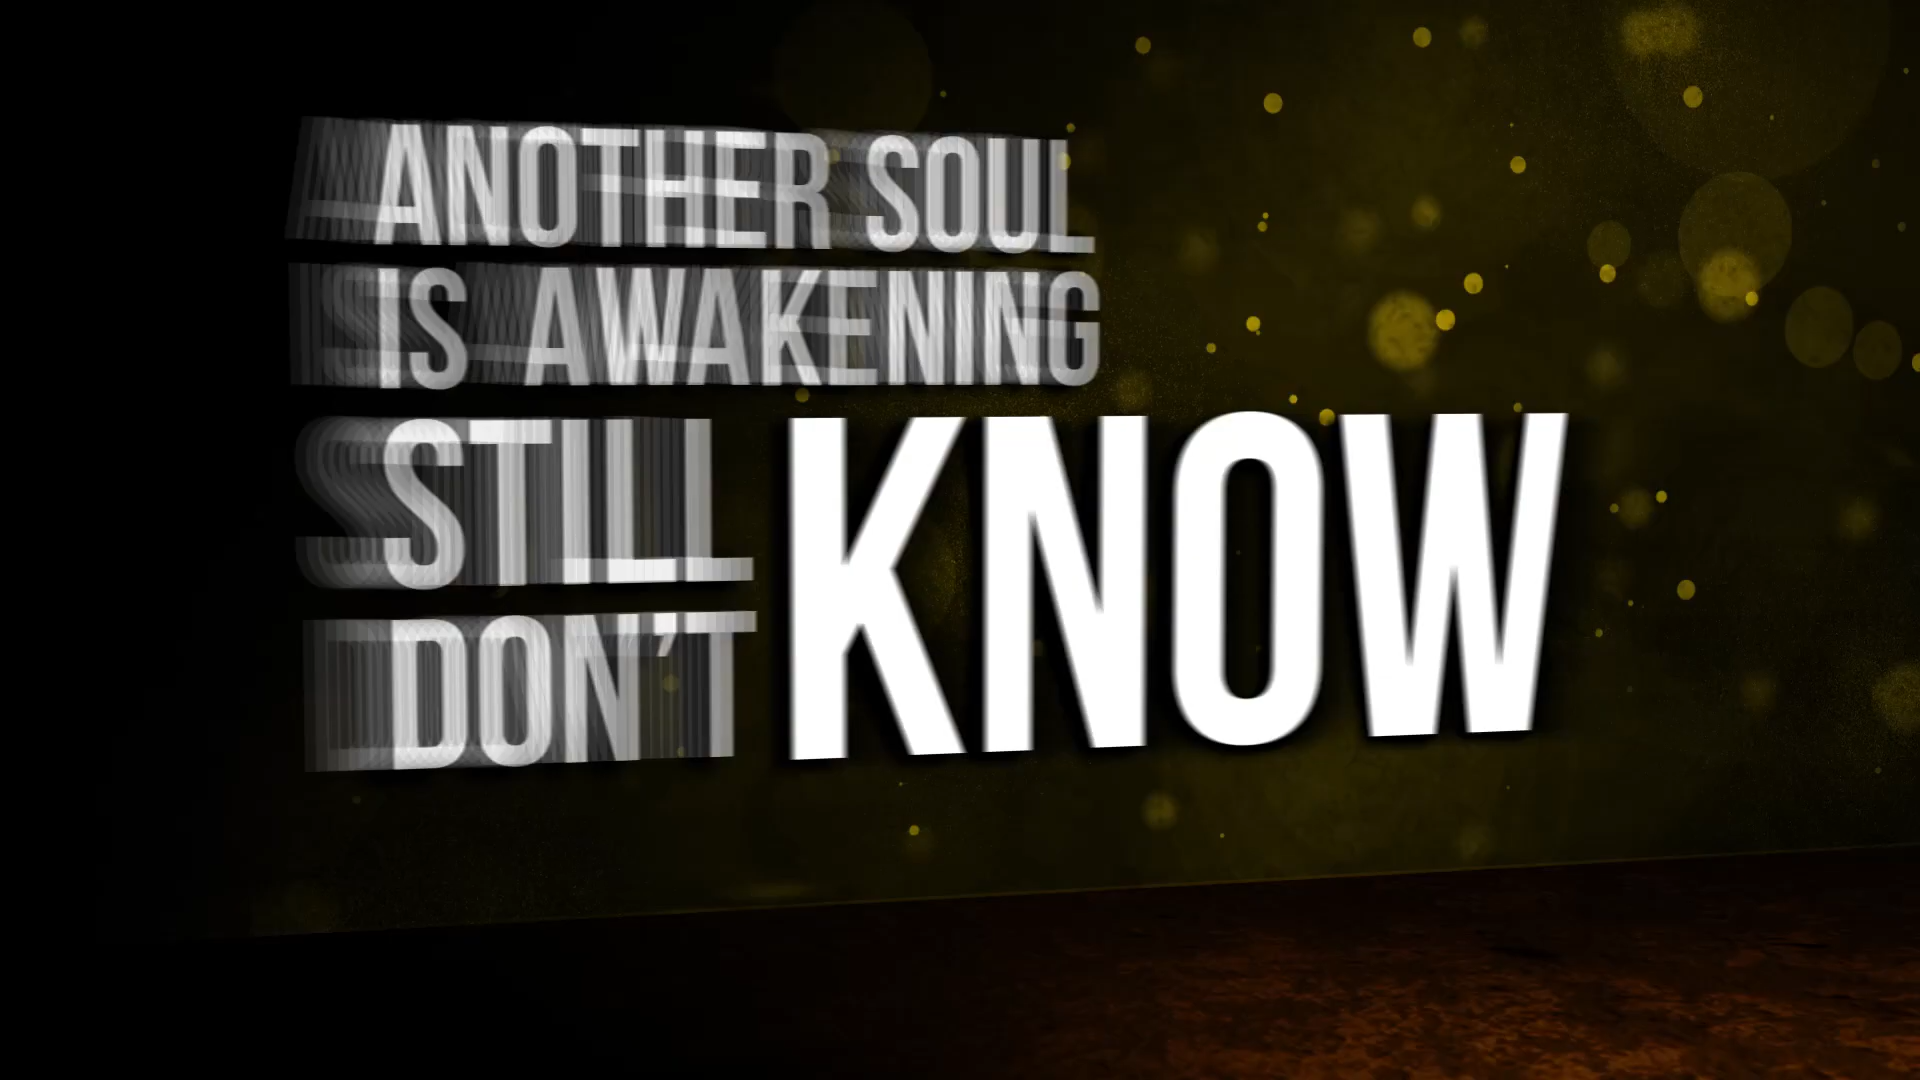 ANOTHER SOUL
IS AWAKENING
STILL
DON'T
KNOW